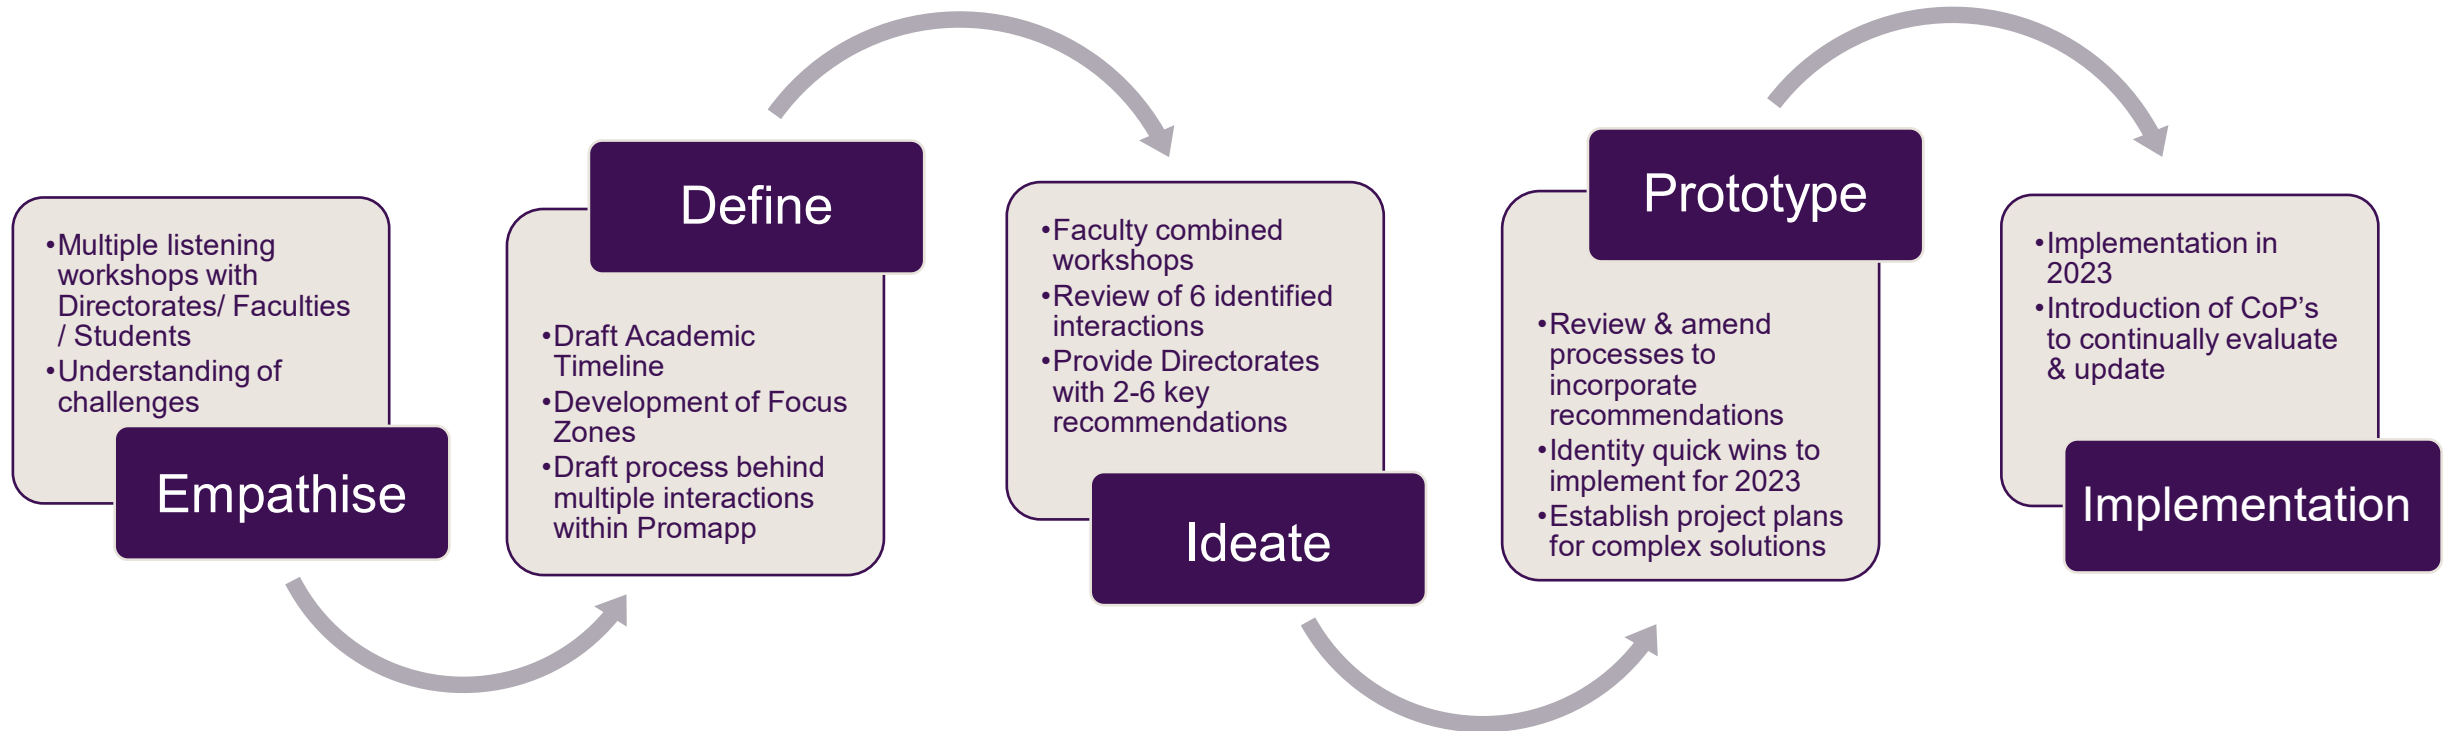 •Multiple listening
workshops with
Directorates/ Faculties
/ Students
•Understanding of
challenges
Empathise
Define
•Draft Academic
Timeline
•Development of Focus
Zones
•Draft process behind
multiple interactions
within Promapp
•Faculty combined
workshops
•Review of 6 identified
interactions
•Provide Directorates
with 2-6 key
recommendations
Ideate
Prototype
•Review & amend
processes to
incorporate
recommendations
•Identity quick wins to
implement for 2023
•Establish project plans
for complex solutions
•Implementation in
2023
•Introduction of CoP’s
to continually evaluate
& update
Implementation